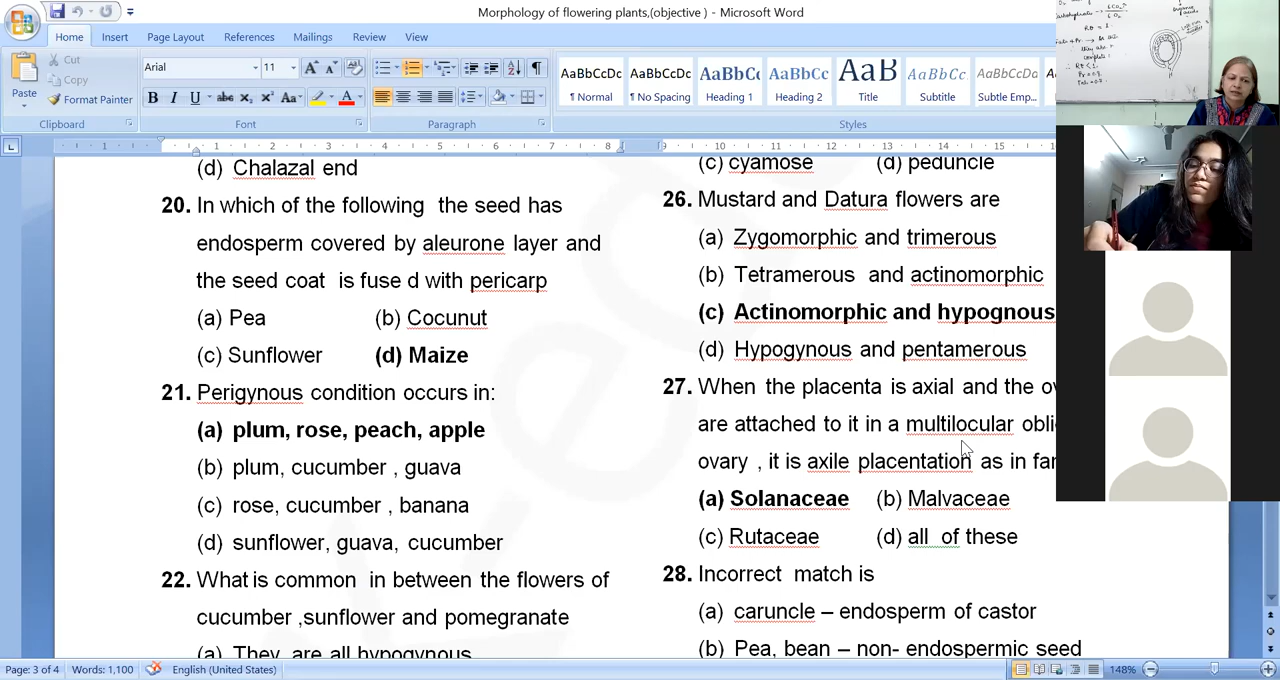 Morphology of flowering plants,(objective ) - Microsoft Word
Home Insert Page Layout References Mailings Review View
Paste
Cut
Copy
Format Painter
Clipboard
Arial 11
Font
Paragraph
AaBbCcDc AaBbCcDc AaBbCc AaBbCc AaB AaBbCc AaBbCcDc
¶ Normal ¶ No Spacing Heading 1 Heading 2 Title Subtitle Subtle Emp...
Styles
(d) Chalazal end
20. In which of the following the seed has
endosperm covered by aleurone layer and
the seed coat is fuse d with pericarp
(a) Pea (b) Cocunut
(c) Sunflower (d) Maize
21. Perigynous condition occurs in:
(a) plum, rose, peach, apple
(b) plum, cucumber , guava
(c) rose, cucumber , banana
(d) sunflower, guava, cucumber
22. What is common in between the flowers of
cucumber ,sunflower and pomegranate
(a) They are all hypogynous
(c) cyamose (d) peduncle
26. Mustard and Datura flowers are
(a) Zygomorphic and trimerous
(b) Tetramerous and actinomorphic
(c) Actinomorphic and hypognous
(d) Hypogynous and pentamerous
27. When the placenta is axial and the
are attached to it in a multilocular
ovary , it is axile placentation as in
(a) Solanaceae (b) Malvaceae
(c) Rutaceae (d) all of these
28. Incorrect match is
(a) caruncle – endosperm of castor
(b) Pea, bean – non- endospermic seed
Page: 3 of 4 Words: 1,100 English (United States) 148%